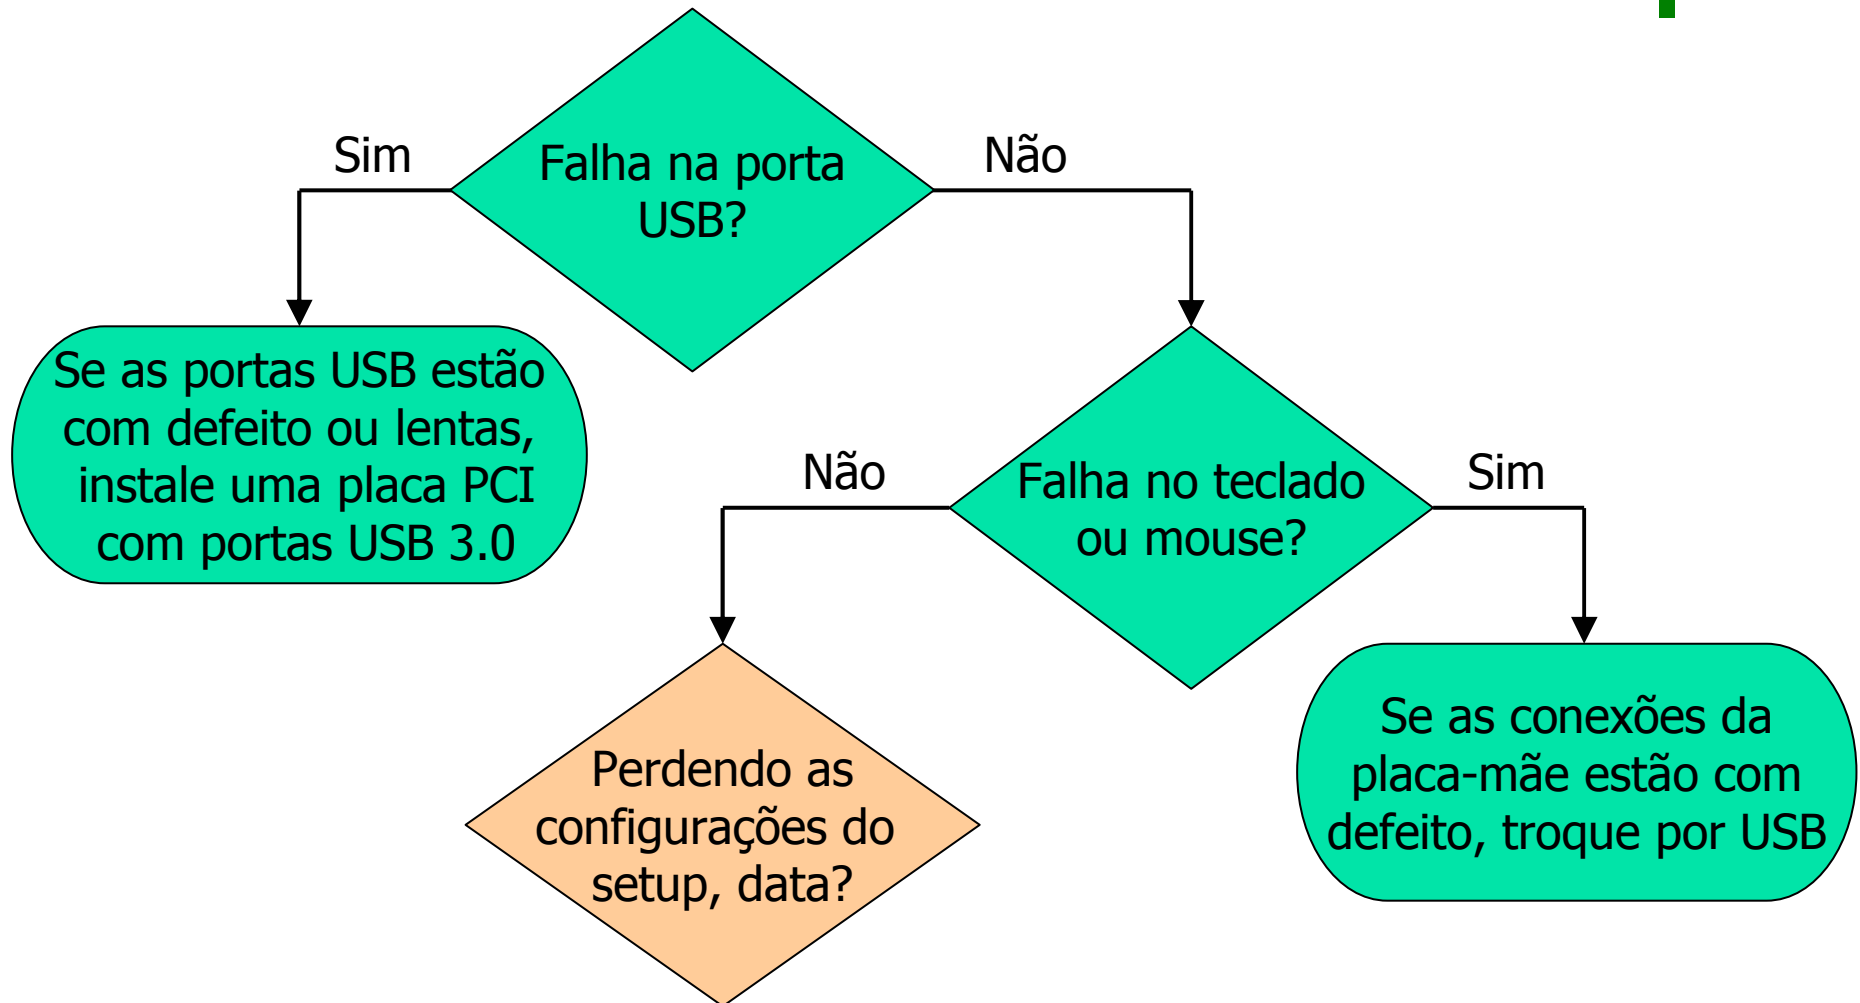 Sim
Falha na porta
USB?
Não
Se as portas USB estão
com defeito ou lentas,
instale uma placa PCI
com portas USB 3.0
Não
Falha no teclado
ou mouse?
Sim
Perdendo as
configurações do
setup, data?
Se as conexões da
placa-mãe estão com
defeito, troque por USB